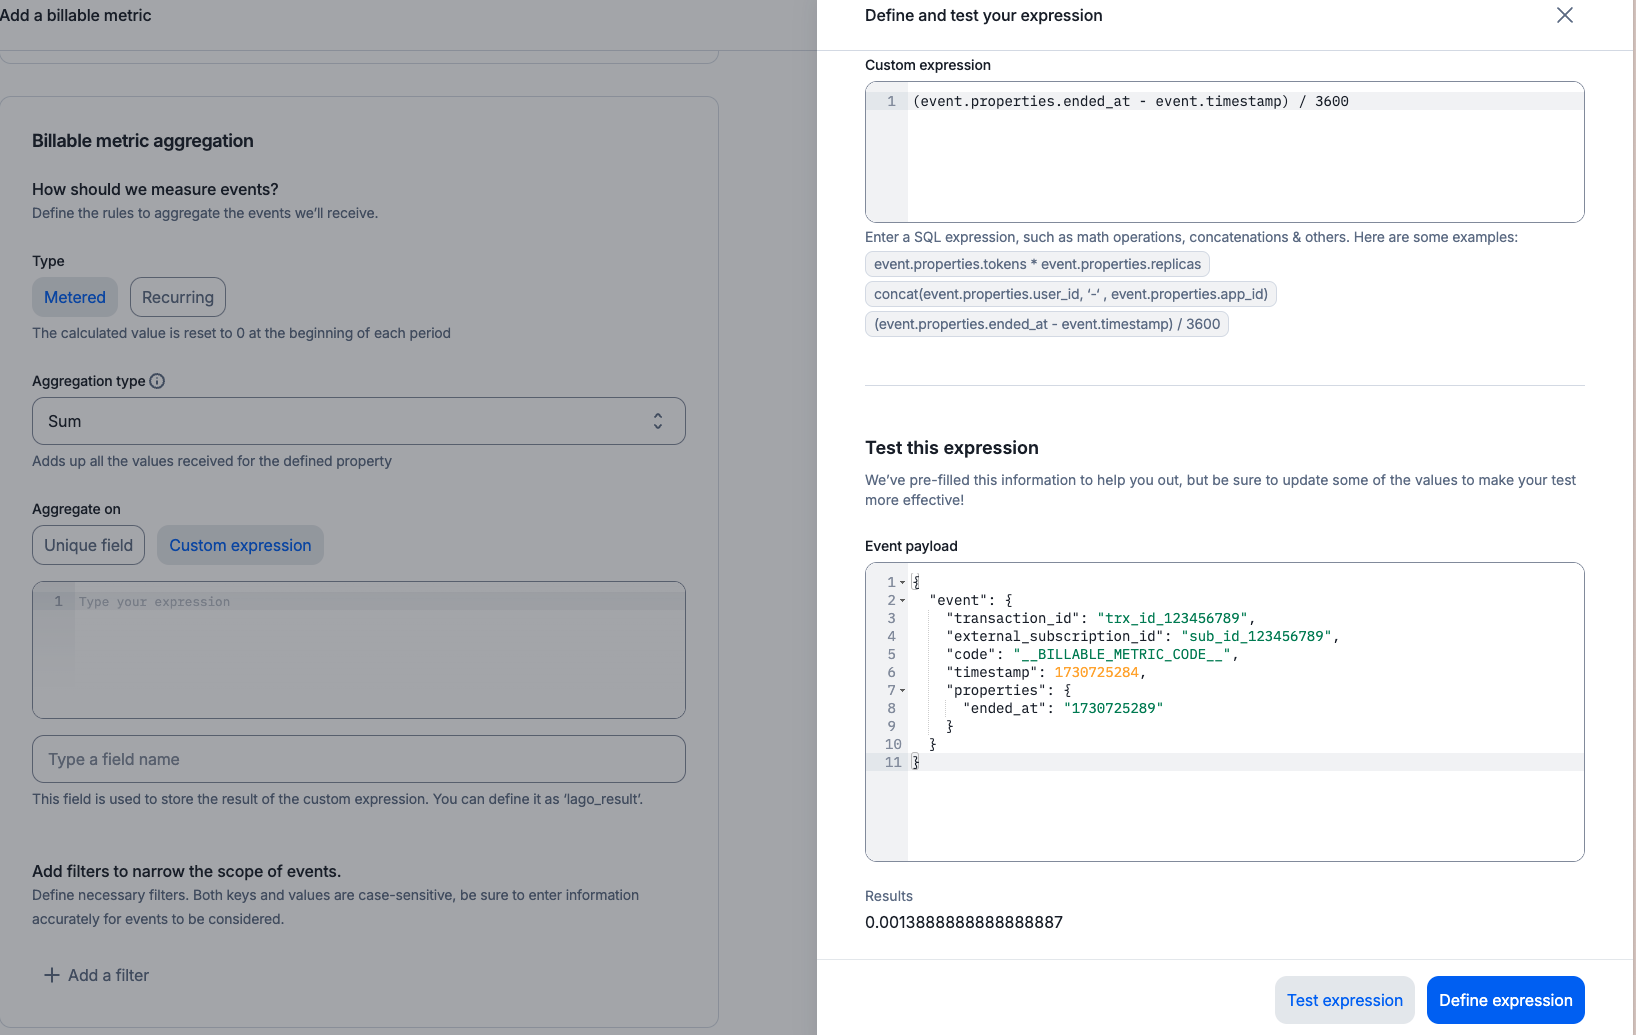 Add a billable metric
Billable metric aggregation
How should we measure events?
Define the rules to aggregate the events we’ll receive.
Type
Metered
Recurring
The calculated value is reset to 0 at the beginning of each period
Aggregation type
Sum
Adds up all the values received for the defined property
Aggregate on
Unique field
Custom expression
1 Type your expression
Type a field name
This field is used to store the result of the custom expression. You can define it as ‘lago_result’.
Add filters to narrow the scope of events.
Define necessary filters. Both keys and values are case-sensitive, be sure to enter information
accurately for events to be considered.
Add a filter
Define and test your expression
Custom expression
1 (event.properties.ended_at - event.timestamp) / 3600
Enter a SQL expression, such as math operations, concatenations & others. Here are some examples:
event.properties.tokens * event.properties.replicas
concat(event.properties.user_id, ‘-‘ , event.properties.app_id)
(event.properties.ended_at - event.timestamp) / 3600
Test this expression
We’ve pre-filled this information to help you out, but be sure to update some of the values to make your test
more effective!
Event payload
1 {
2 "event": {
3 "transaction_id": "trx_id_123456789",
4 "external_subscription_id": "sub_id_123456789",
5 "code": "__BILLABLE_METRIC_CODE__",
6 "timestamp": 1730725284,
7 "properties": {
8 "ended_at": "1730725289"
9 }
10 }
11 }
Results
0.0013888888888888887
Test expression
Define expression